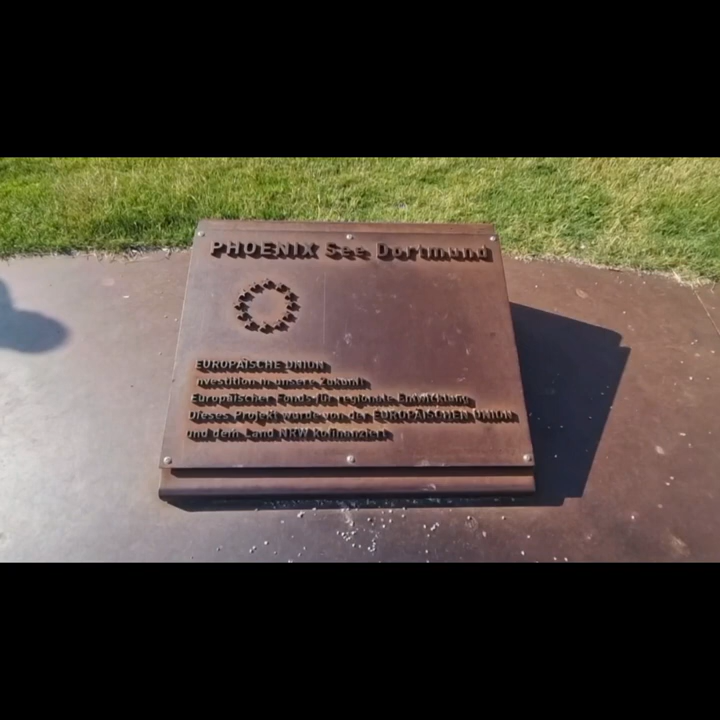 PHOENIX See Dortmund
EUROPÄISCHE UNION
Investition in unsere Zukunft
Europäischer Fonds für regionale Entwicklung
Dieses Projekt wurde von der EUROPÄISCHEN UNION
und dem Land NRW kofinanziert